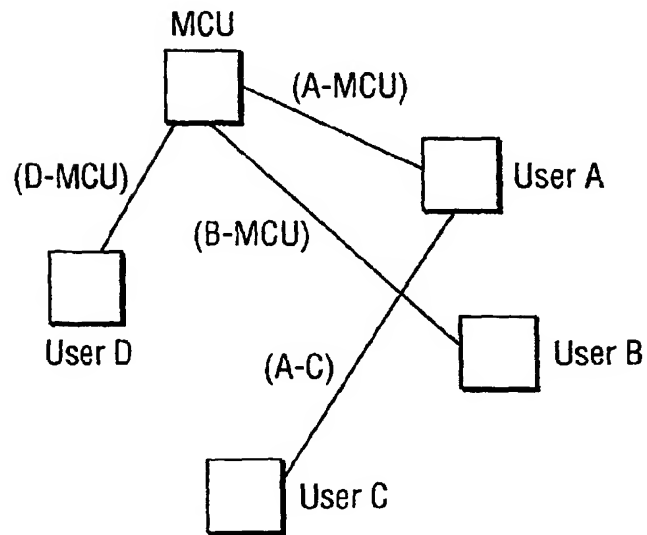 MCU
(A-MCU)
User A
(D-MCU)
(B-MCU)
User D
User B
(A-C)
User C